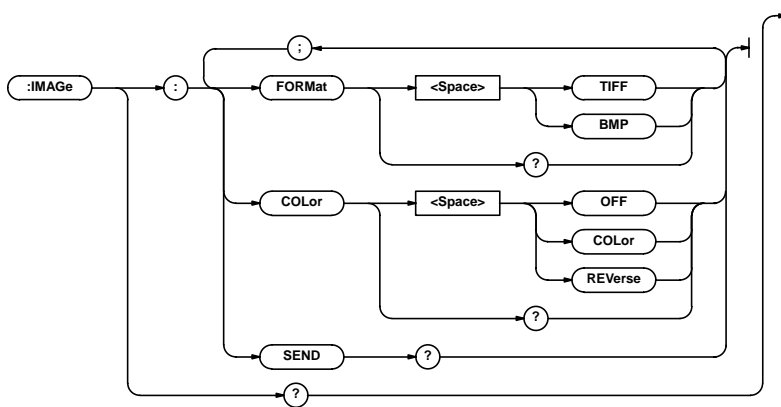 ;
:IMAGe : FORMat <Space> TIFF
BMP
?
COLor <Space> OFF
COLor
REVerse
?
SEND ?
?